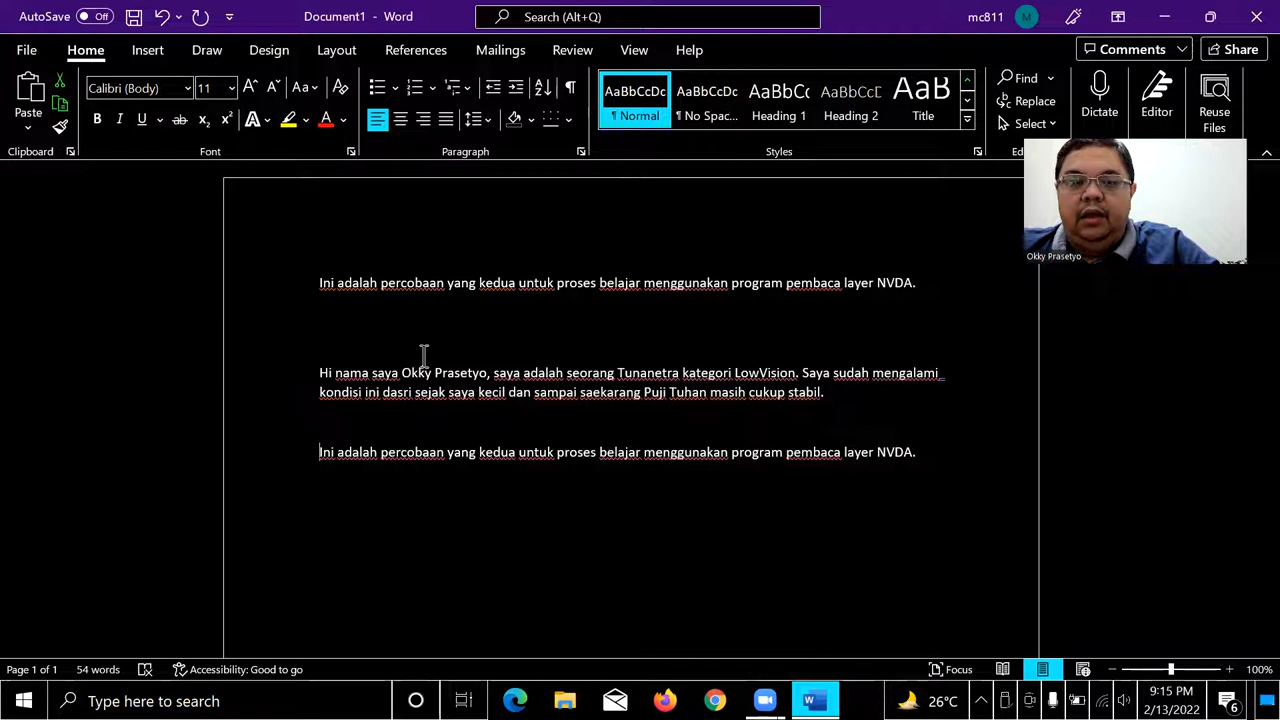 AutoSave Off Document1 - Word Search (Alt+Q) mc811 M
File Home Insert Draw Design Layout References Mailings Review View Help Comments Share
Calibri (Body) 11 Aa AaBbCcDc AaBbCcDc AaBbCc AaBbCcD AaB Find
Paste ¶ Normal ¶ No Spac... Heading 1 Heading 2 Title Replace Dictate Editor Reuse Files
Select
Clipboard Font Paragraph Styles
Okky Prasetyo
Ini adalah percobaan yang kedua untuk proses belajar menggunakan program pembaca layer NVDA.
Hi nama saya Okky Prasetyo, saya adalah seorang Tunanetra kategori LowVision. Saya sudah mengalami
kondisi ini dasri sejak saya kecil dan sampai saekarang Puji Tuhan masih cukup stabil.
Ini adalah percobaan yang kedua untuk proses belajar menggunakan program pembaca layer NVDA.
Page 1 of 1 54 words Accessibility: Good to go Focus 100%
Type here to search 26°C 9:15 PM
2/13/2022 6